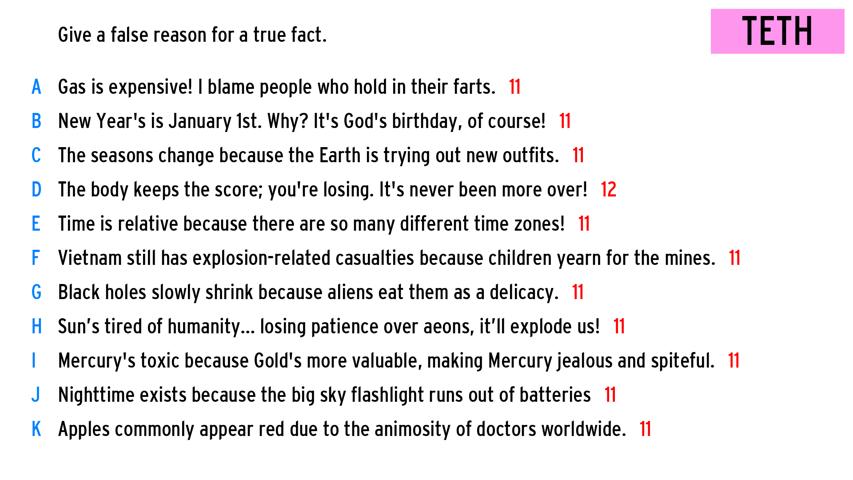 Give a false reason for a true fact.
TETH
A Gas is expensive! I blame people who hold in their farts. 11
B New Year's is January 1st. Why? It's God's birthday, of course! 11
C The seasons change because the Earth is trying out new outfits. 11
D The body keeps the score; you're losing. It's never been more over! 12
E Time is relative because there are so many different time zones! 11
F Vietnam still has explosion-related casualties because children yearn for the mines. 11
G Black holes slowly shrink because aliens eat them as a delicacy. 11
H Sun’s tired of humanity... losing patience over aeons, it’ll explode us! 11
I Mercury's toxic because Gold's more valuable, making Mercury jealous and spiteful. 11
J Nighttime exists because the big sky flashlight runs out of batteries 11
K Apples commonly appear red due to the animosity of doctors worldwide. 11